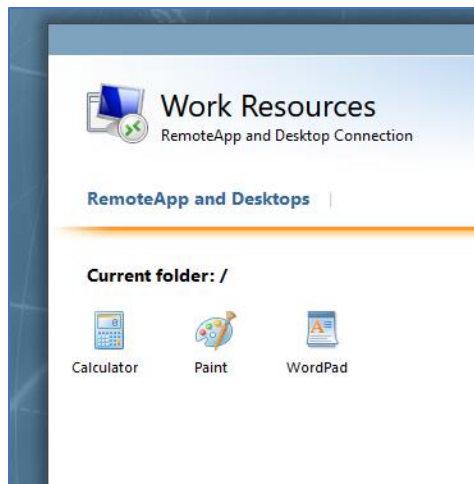 Work Resources
RemoteApp and Desktop Connection
RemoteApp and Desktops
Current folder: /
Calculator Paint WordPad